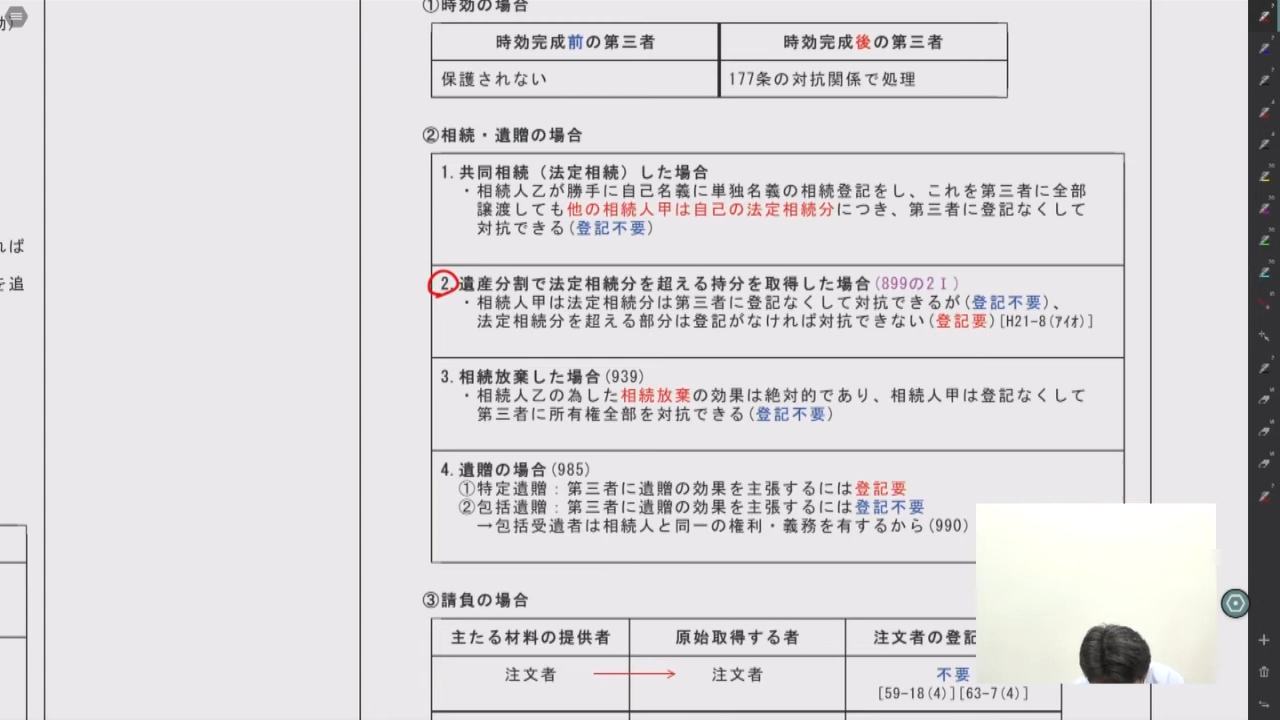 ①時効の場合
時効完成前の第三者 時効完成後の第三者
保護されない 177条の対抗関係で処理
②相続・遺贈の場合
1. 共同相続（法定相続）した場合
・相続人乙が勝手に自己名義に単独名義の相続登記をし、これを第三者に全部
譲渡しても他の相続人甲は自己の法定相続分につき、第三者に登記なくして
対抗できる(登記不要)
2. 遺産分割で法定相続分を超える持分を取得した場合(899の2Ⅰ)
・相続人甲は法定相続分は第三者に登記なくして対抗できるが(登記不要)、
法定相続分を超える部分は登記がなければ対抗できない(登記要)[H21-8(ｱｲｵ)]
3. 相続放棄した場合(939)
・相続人乙の為した相続放棄の効果は絶対的であり、相続人甲は登記なくして
第三者に所有権全部を対抗できる(登記不要)
4. 遺贈の場合(985)
①特定遺贈：第三者に遺贈の効果を主張するには登記要
②包括遺贈：第三者に遺贈の効果を主張するには登記不要
→包括受遺者は相続人と同一の権利・義務を有するから(990)
③請負の場合
主たる材料の提供者 原始取得する者 注文者の登記
注文者 → 注文者 不要
[59-18(4)][63-7(4)]
れば
を追